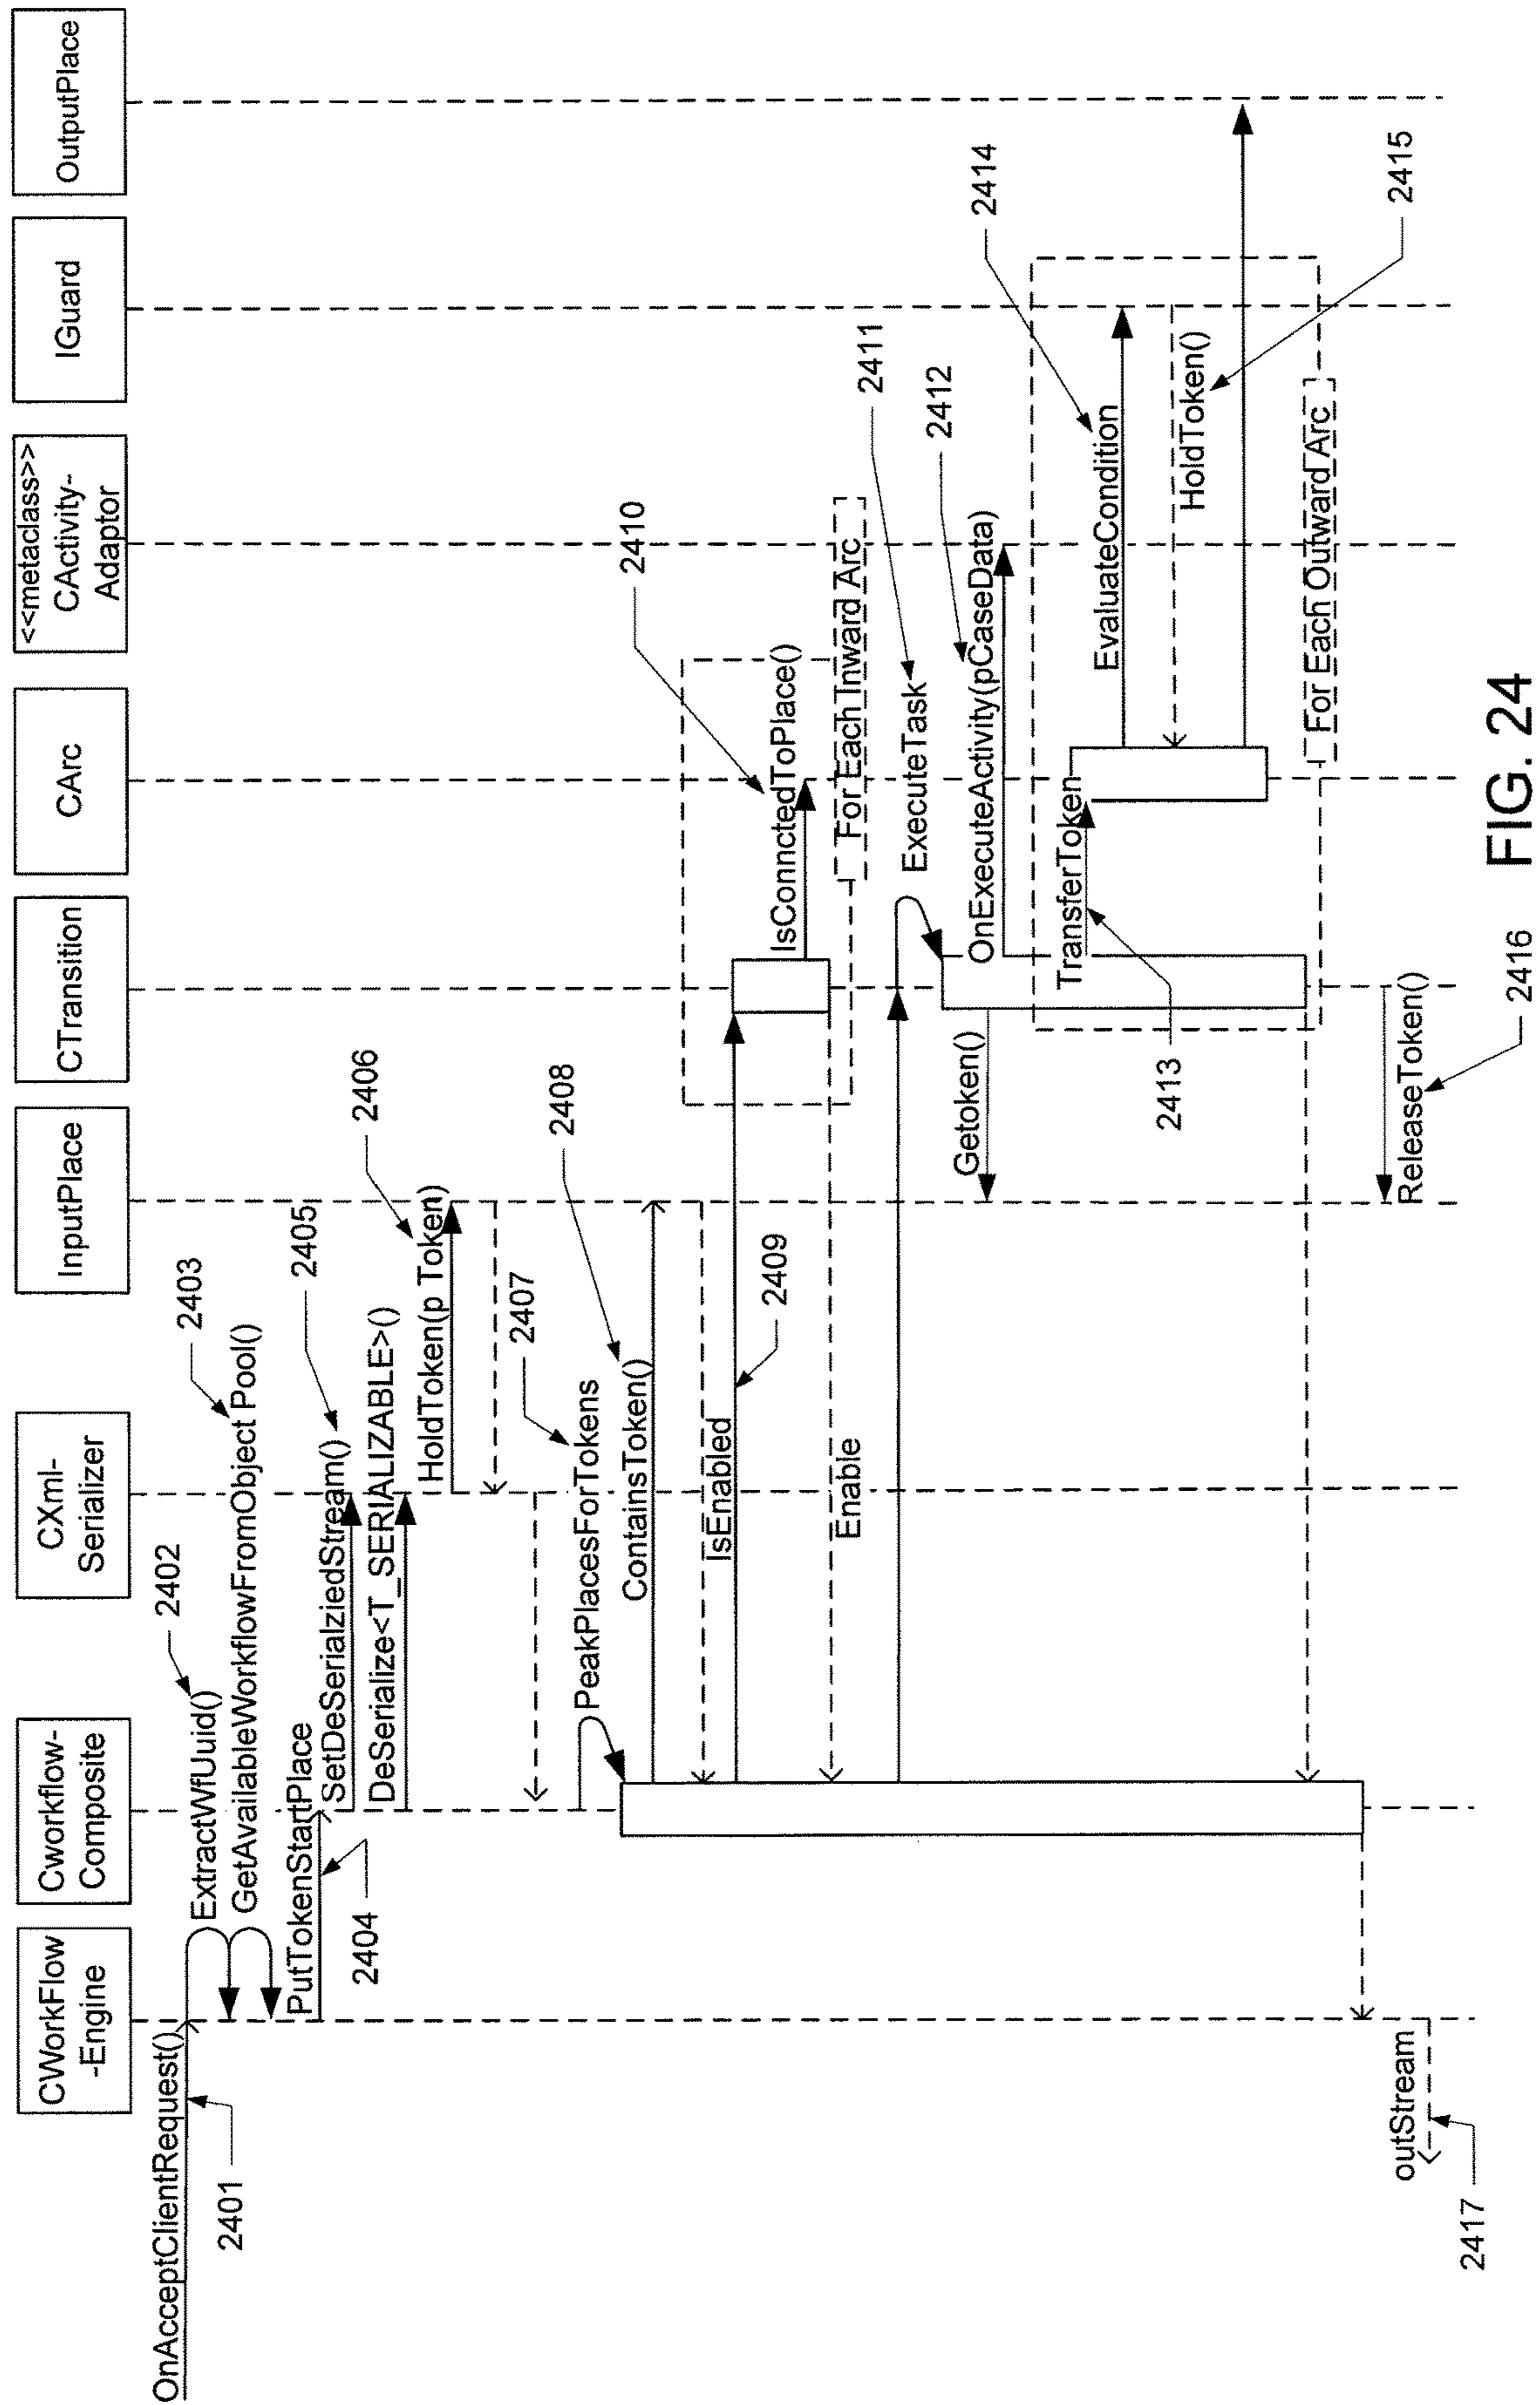 CWorkFlow
-Engine
Cworkflow-
Composite
CXml-
Serializer
InputPlace
CTransition
CArc
<<metaclass>>
CActivity-
Adaptor
IGuard
OutputPlace
OnAcceptClientRequest()
2401
ExtractWfUuid()
2402
GetAvailableWorkflowFromObject Pool()
2403
PutTokenStartPlace
2404
SetDeSerialziedStream()
2405
DeSerialize<T_SERIALIZABLE>()
HoldToken(p Token)
2406
2407
PeakPlacesForTokens
ContainsToken()
2408
IsEnabled
2409
IsConnctedToPlace()
2410
For Each Inward Arc
Enable
ExecuteTask
2411
Getoken()
OnExecuteActivity(pCaseData)
2412
TransferToken
2413
EvaluateCondition
2414
HoldToken()
2415
For Each Outward Arc
ReleaseToken()
2416
outStream
2417
FIG. 24